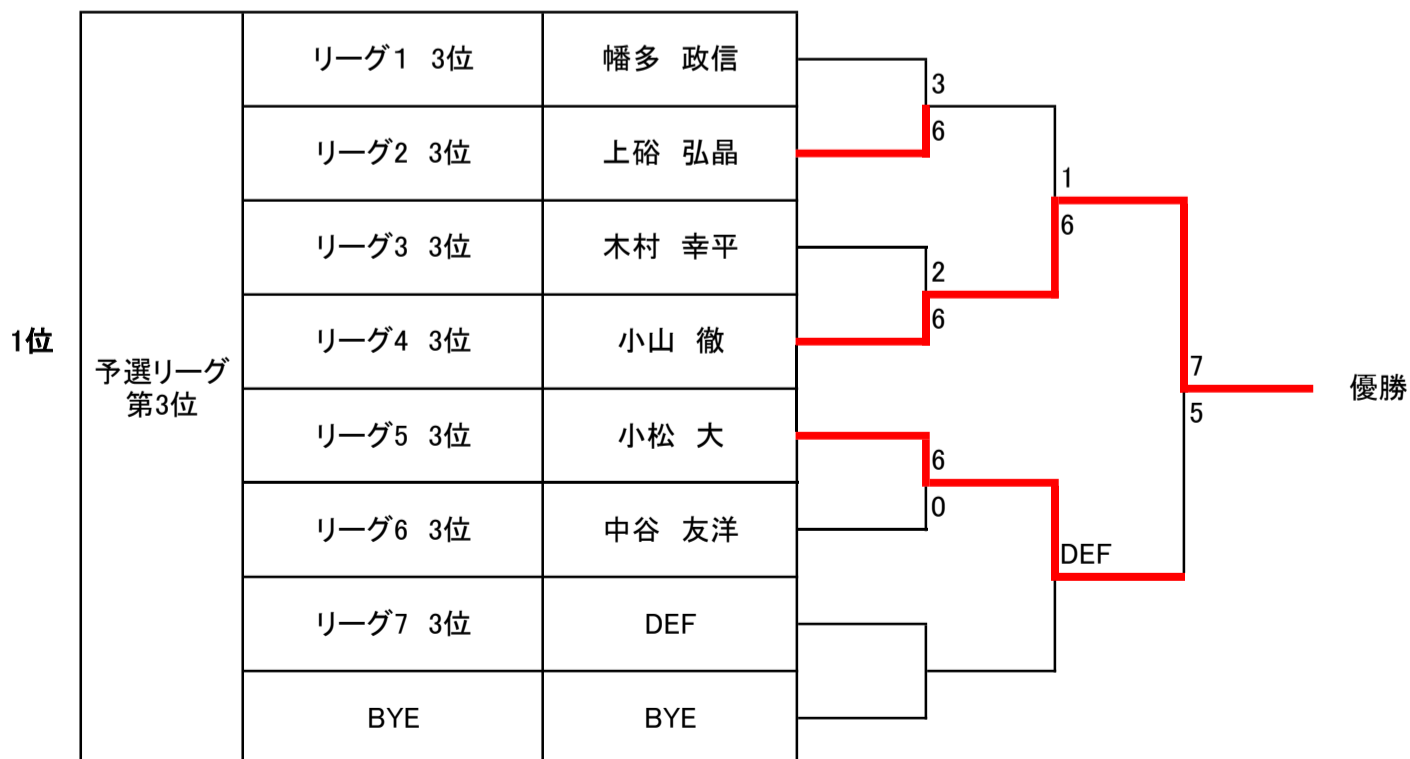 リーグ1 3位 幡多 政信
3
リーグ2 3位 上硲 弘晶
6
1
リーグ3 3位 木村 幸平
6
2
1位
リーグ4 3位 小山 徹
6
予選リーグ
第3位
7
優勝
5
リーグ5 3位 小松 大
6
0
リーグ6 3位 中谷 友洋
DEF
リーグ7 3位 DEF
BYE BYE